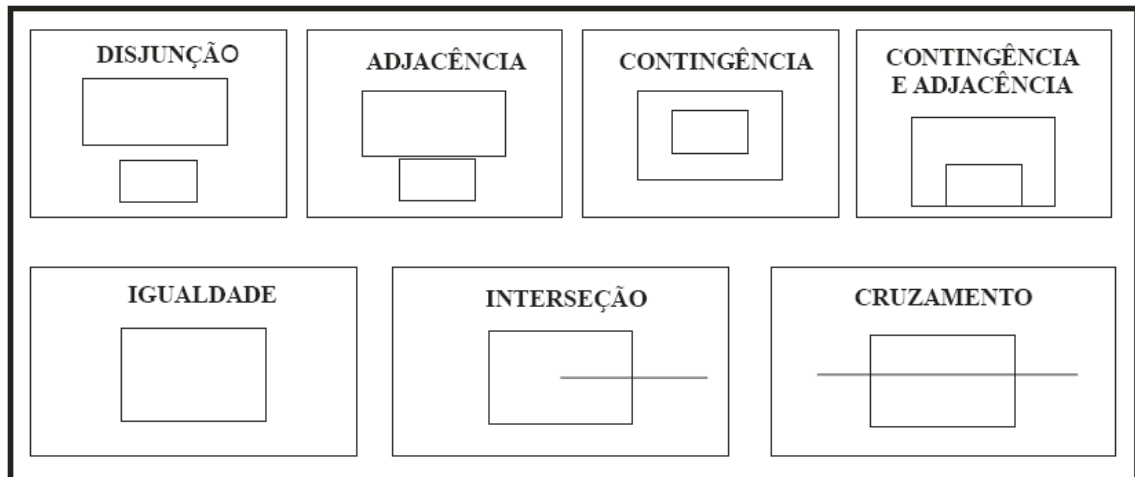 DISJUNÇÃO
ADJACÊNCIA
CONTINGÊNCIA
CONTINGÊNCIA
E ADJACÊNCIA
IGUALDADE
INTERSEÇÃO
CRUZAMENTO